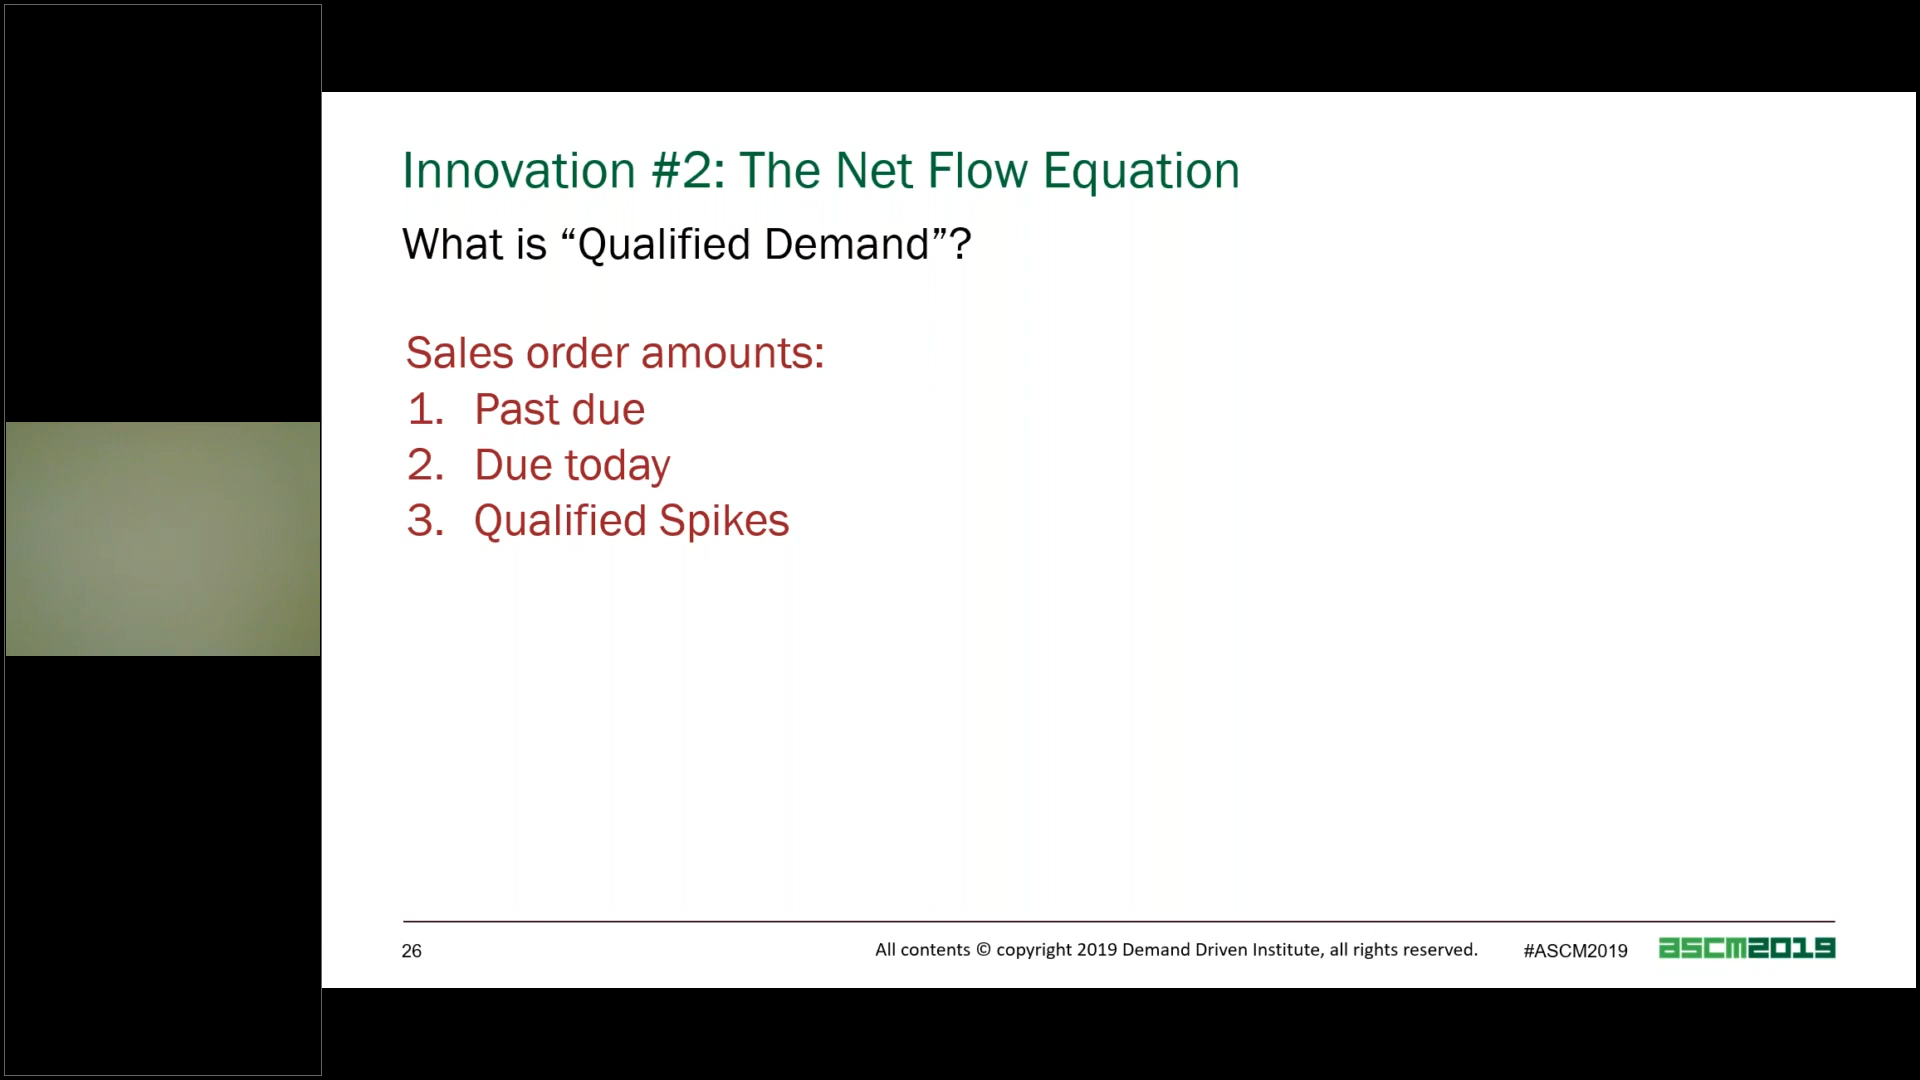 Innovation #2: The Net Flow Equation
What is “Qualified Demand”?
Sales order amounts:
1. Past due
2. Due today
3. Qualified Spikes
26
All contents © copyright 2019 Demand Driven Institute, all rights reserved.
#ASCM2019
ascm2019